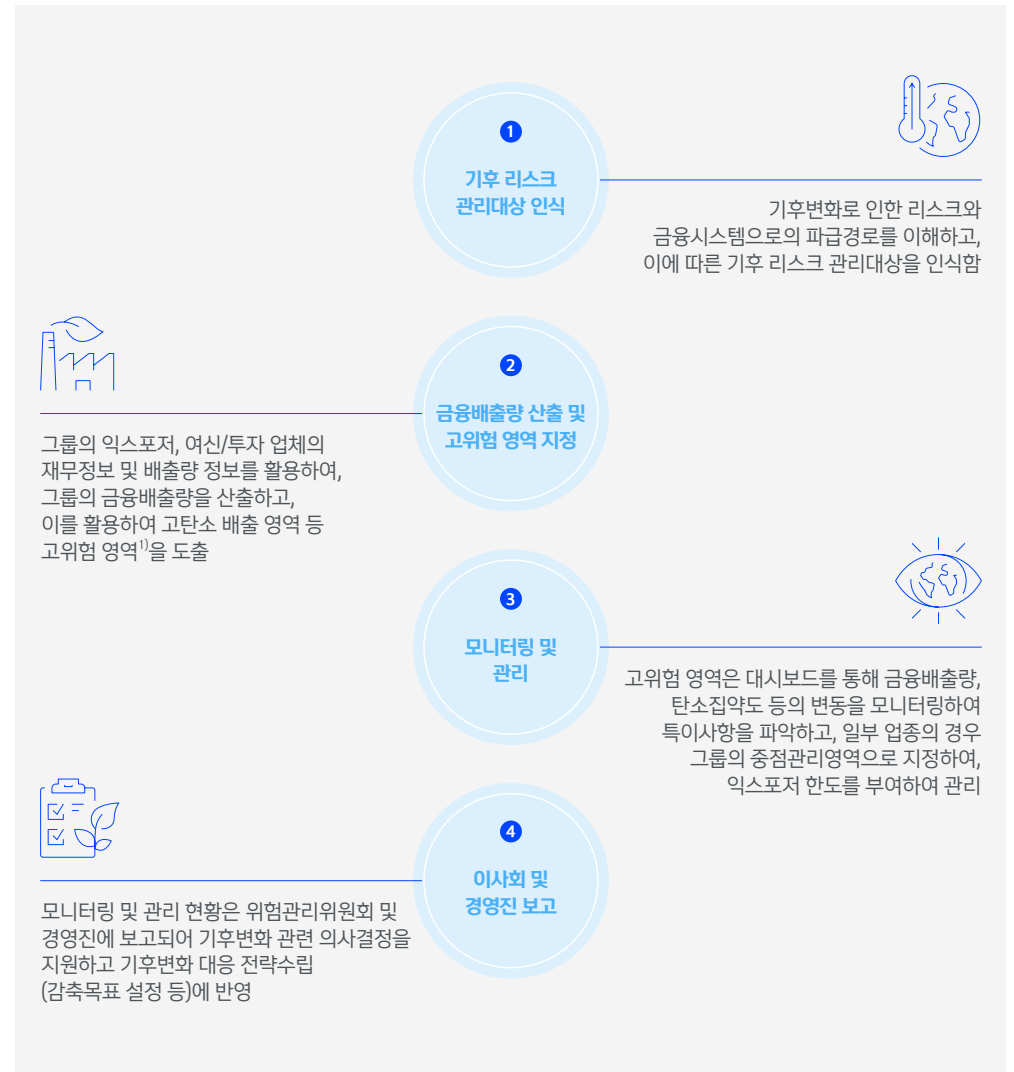 1
기후 리스크
관리대상 인식
기후변화로 인한 리스크와
금융시스템으로의 파급경로를 이해하고,
이에 따른 기후 리스크 관리대상을 인식함
2
금융배출량 산출 및
고위험 영역 지정
그룹의 익스포저, 여신/투자 업체의
재무정보 및 배출량 정보를 활용하여,
그룹의 금융배출량을 산출하고,
이를 활용하여 고탄소 배출 영역 등
고위험 영역1)을 도출
3
모니터링 및
관리
고위험 영역은 대시보드를 통해 금융배출량,
탄소집약도 등의 변동을 모니터링하여
특이사항을 파악하고, 일부 업종의 경우
그룹의 중점관리영역으로 지정하여,
익스포저 한도를 부여하여 관리
4
이사회 및
경영진 보고
모니터링 및 관리 현황은 위험관리위원회 및
경영진에 보고되어 기후변화 관련 의사결정을
지원하고 기후변화 대응 전략수립
(감축목표 설정 등)에 반영